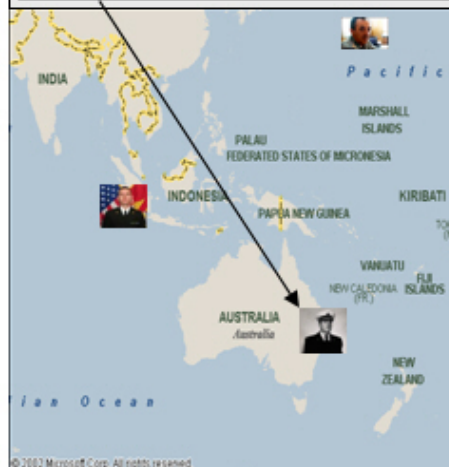 INDIA
Pacific
MARSHALL
ISLANDS
PALAU
FEDERATED STATES OF MICRONESIA
INDONESIA
KIRIBATI
PAPUA NEW GUINEA
VANUATU
FIJI
NEW CALEDONIA
(FR.)
ISLANDS
AUSTRALIA
Australia
NEW
ZEALAND
ian Ocean
© 2002 Microsoft Corp. All rights reserved